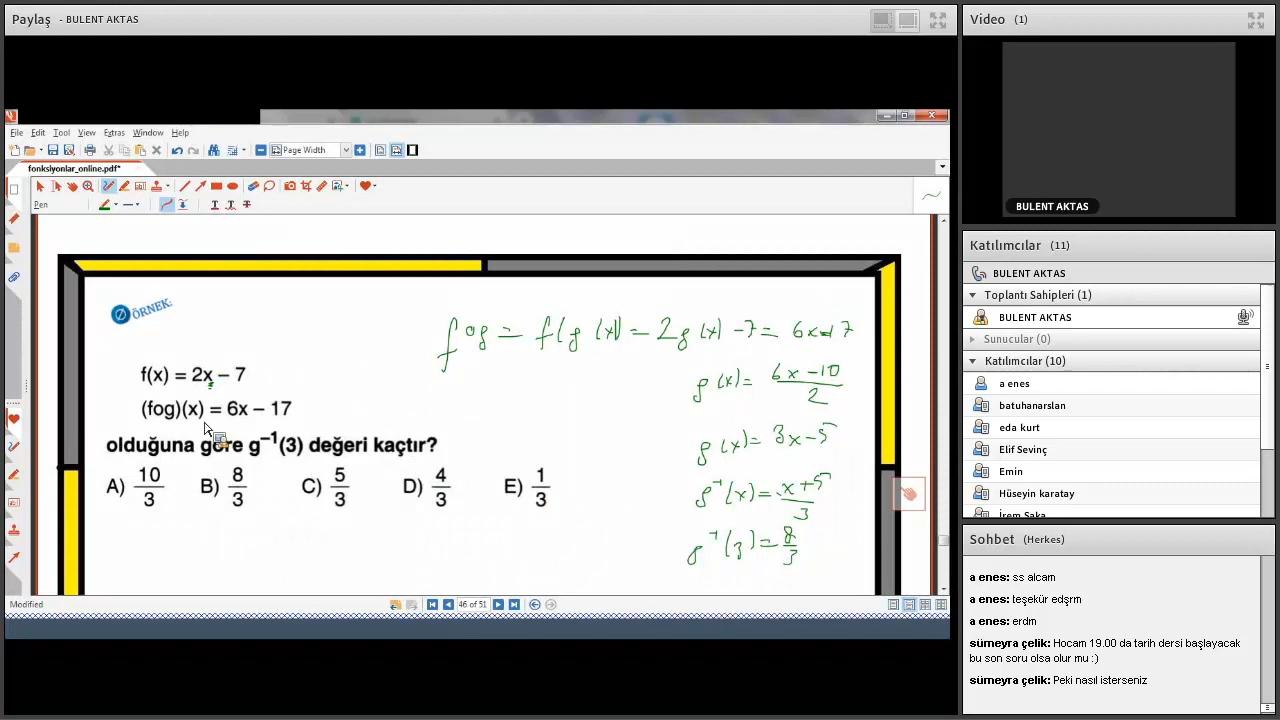 Paylaş - BULENT AKTAS
File Edit Tool View Extras Window Help
Page Width
fonksiyonlar_online.pdf*
Pen
ÖRNEK:
f(x) = 2x – 7
(fog)(x) = 6x – 17
olduğuna göre g⁻¹(3) değeri kaçtır?
A) 10/3 B) 8/3 C) 5/3 D) 4/3 E) 1/3
fog = f(g(x)) = 2g(x) - 7 = 6x-17
g(x) = 6x-10/2
g(x) = 3x-5
g⁻¹(x) = x+5/3
g⁻¹(3) = 8/3
Modified
46 of 51
Video (1)
BULENT AKTAS
Katılımcılar (11)
BULENT AKTAS
Toplantı Sahipleri (1)
BULENT AKTAS
Sunucular (0)
Katılımcılar (10)
a enes
batuhanarslan
eda kurt
Elif Sevinç
Emin
Hüseyin karatay
İrem Saka
Sohbet (Herkes)
a enes: ss alcam
a enes: teşekür edşrm
a enes: erdm
sümeyra çelik: Hocam 19.00 da tarih dersi başlayacak
bu son soru olsa olur mu :)
sümeyra çelik: Peki nasıl isterseniz